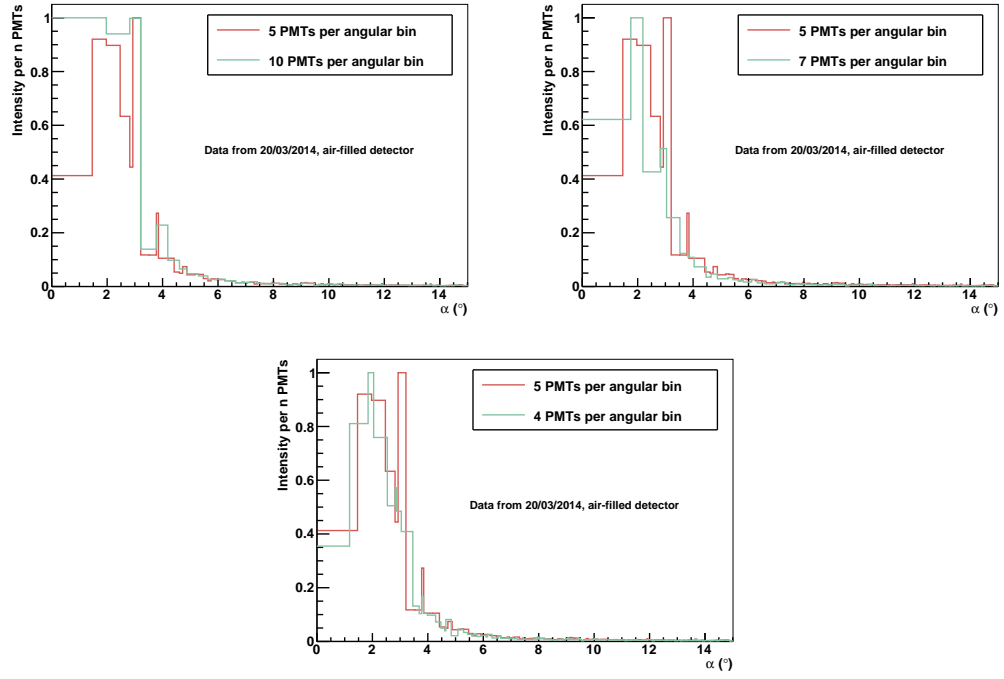 Intensity per n PMTs
1
0.8
0.6
0.4
0.2
0
0 2 4 6 8 10 12 14
α (°)
5 PMTs per angular bin
10 PMTs per angular bin
Data from 20/03/2014, air-filled detector
Intensity per n PMTs
1
0.8
0.6
0.4
0.2
0
0 2 4 6 8 10 12 14
α (°)
5 PMTs per angular bin
7 PMTs per angular bin
Data from 20/03/2014, air-filled detector
Intensity per n PMTs
1
0.8
0.6
0.4
0.2
0
0 2 4 6 8 10 12 14
α (°)
5 PMTs per angular bin
4 PMTs per angular bin
Data from 20/03/2014, air-filled detector